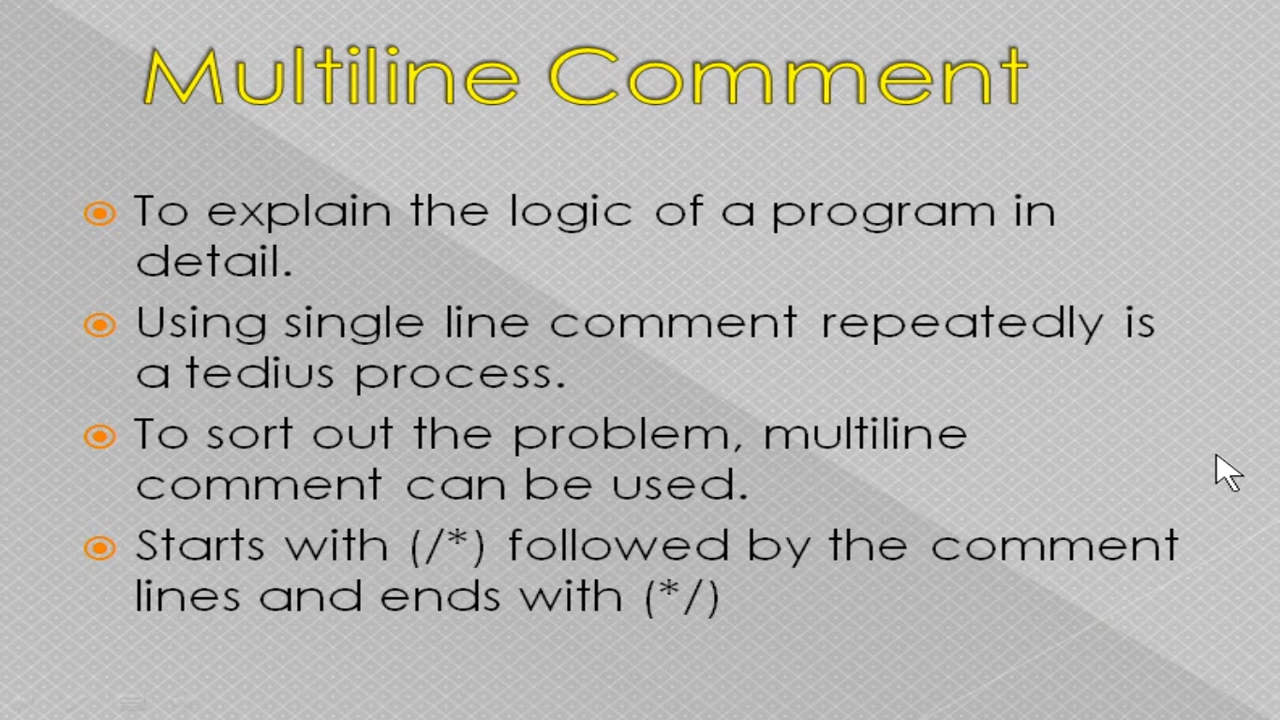 Multiline Comment
To explain the logic of a program in
detail.
Using single line comment repeatedly is
a tedius process.
To sort out the problem, multiline
comment can be used.
Starts with (/*) followed by the comment
lines and ends with (*/)